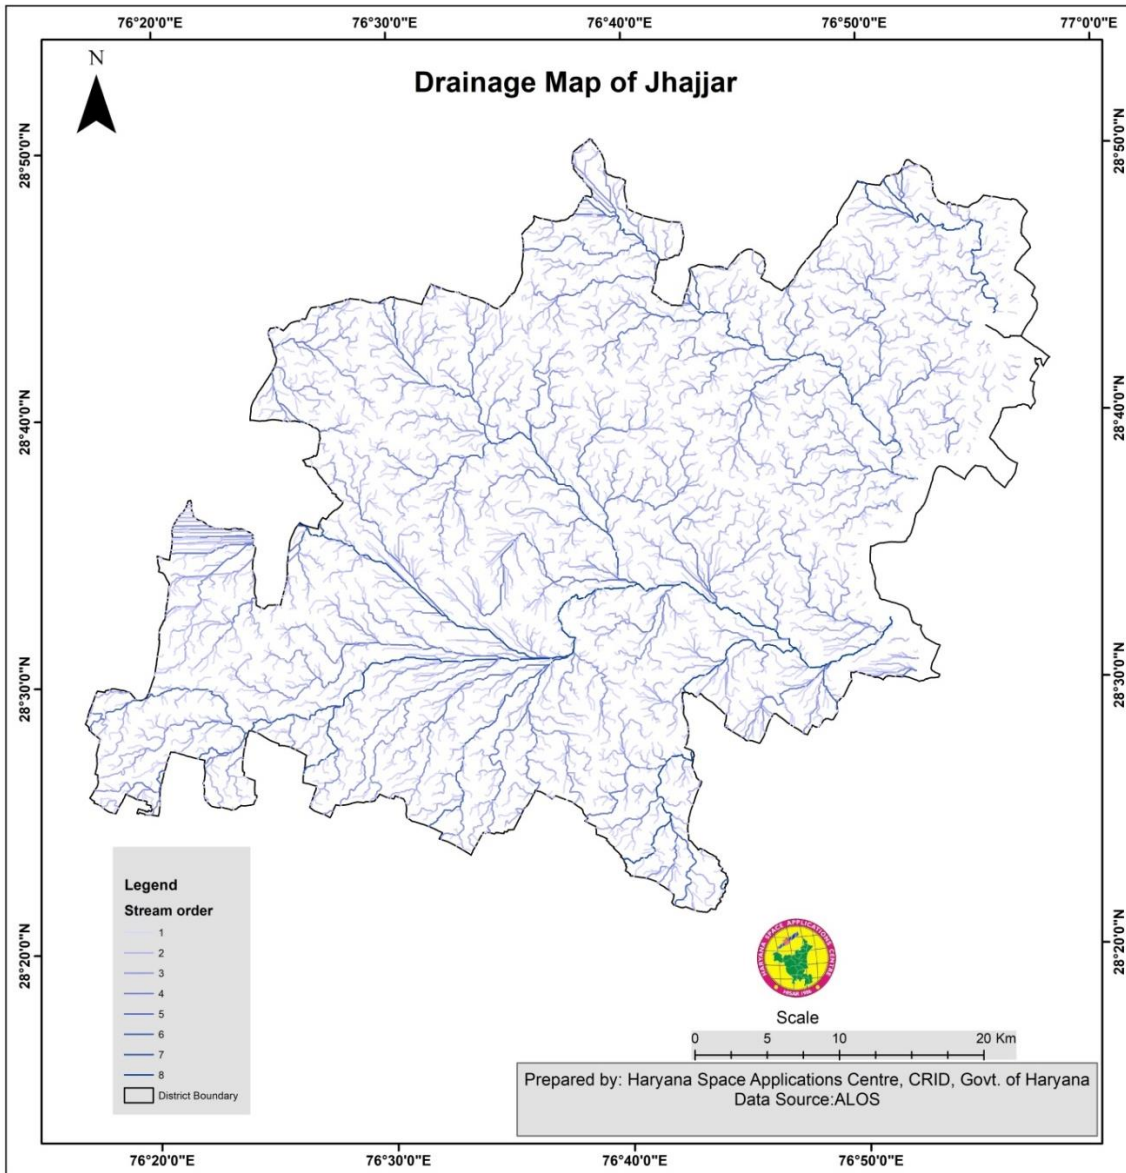 76°20'0"E 76°30'0"E 76°40'0"E 76°50'0"E 77°0'0"E
N
Drainage Map of Jhajjar
28°50'0"N 28°50'0"N
28°40'0"N 28°40'0"N
28°30'0"N 28°30'0"N
28°20'0"N 28°20'0"N
Legend
Stream order
1
2
3
4
5
6
7
8
District Boundary
HARYANA SPACE APPLICATIONS CENTRE
Scale
0 5 10 20 Km
Prepared by: Haryana Space Applications Centre, CRID, Govt. of Haryana
Data Source:ALOS
76°20'0"E 76°30'0"E 76°40'0"E 76°50'0"E